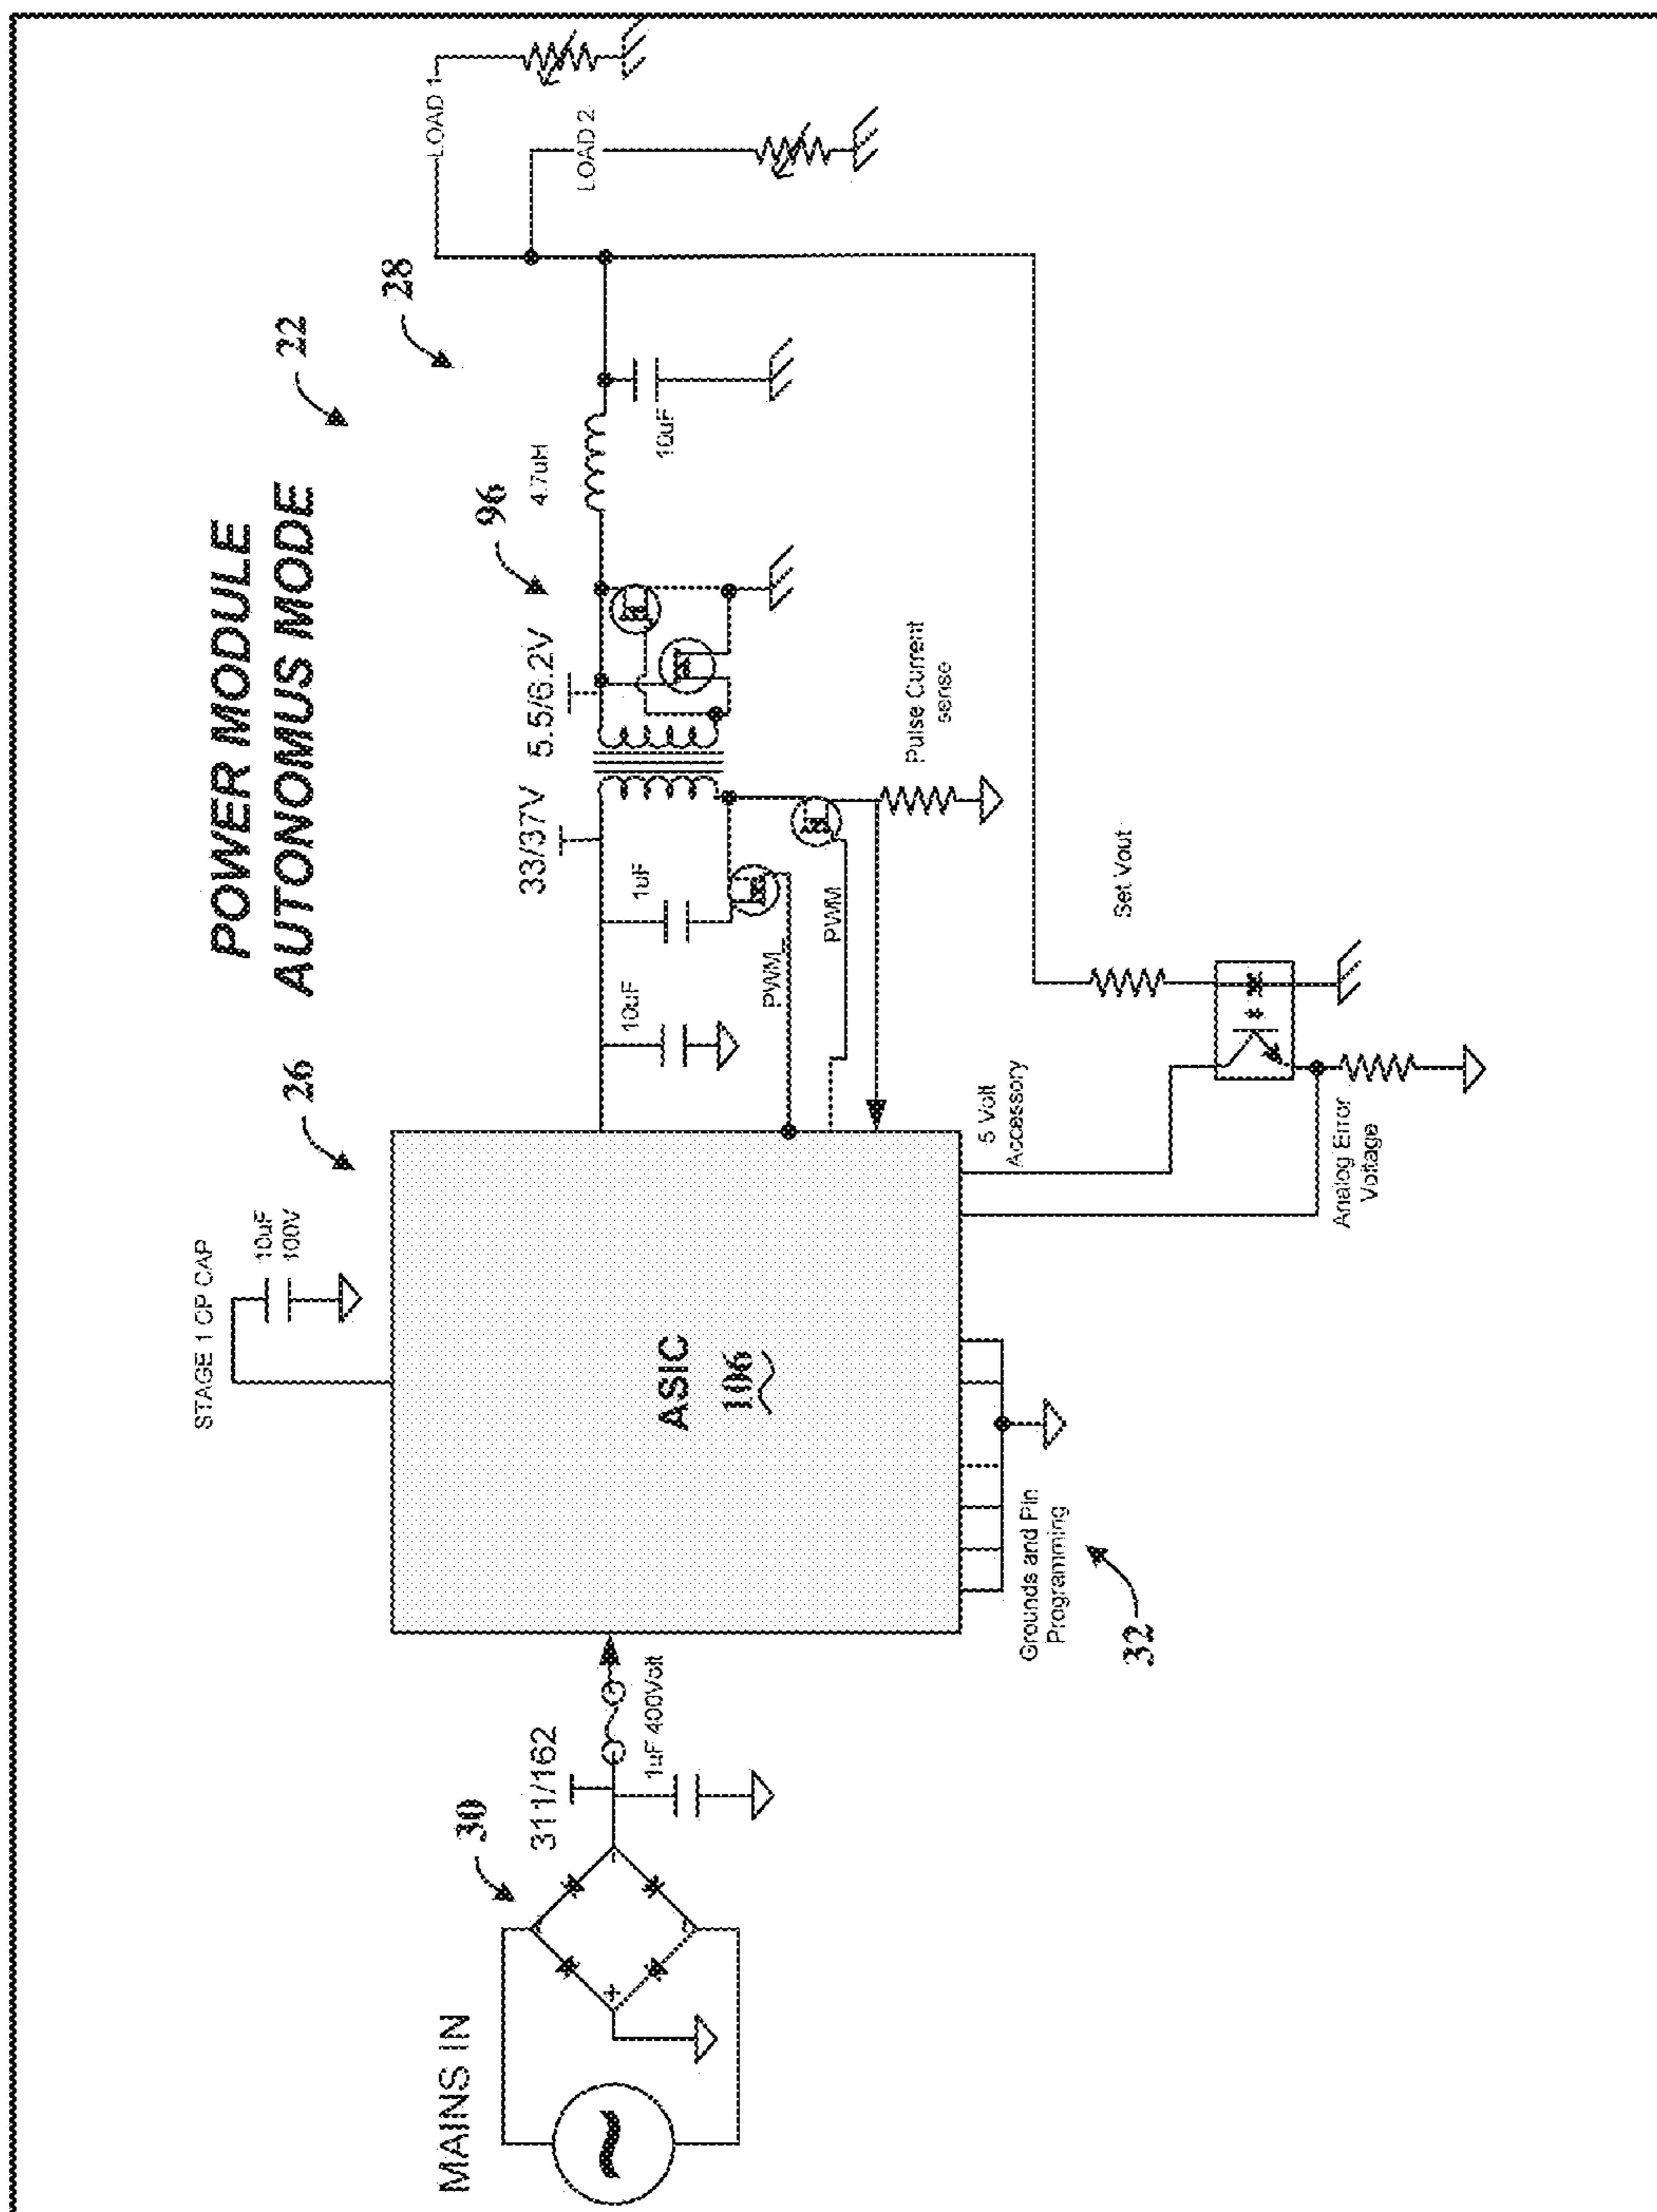 POWER MODULE
AUTONOMUS MODE
22
28
26
96
STAGE 1 CP CAP
10uF
100V
33/37V
5.5/6.2V
4.7uH
LOAD 1
LOAD 2
1uF
10uF
10uF
PWM_
PWM
Pulse Current
sense
MAINS IN
30
311/162
1uF 400Volt
ASIC
106
+
-
Grounds and Pin
Programming
32
5 Volt
Accessory
Set Vout
Analog Error
Voltage